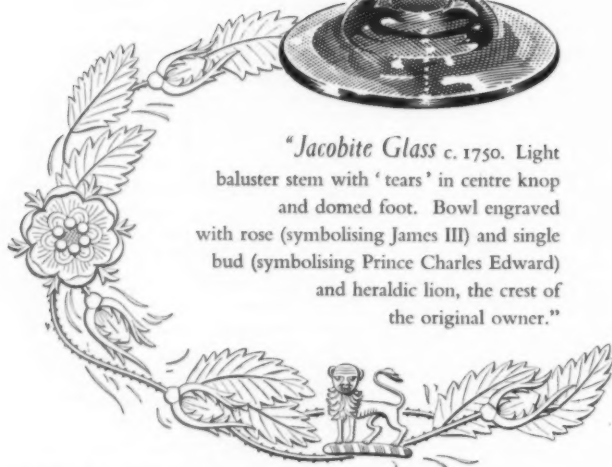 "Jacobite Glass c. 1750. Light
baluster stem with ‘ tears ’ in centre knop
and domed foot. Bowl engraved
with rose (symbolising James III) and single
bud (symbolising Prince Charles Edward)
and heraldic lion, the crest of
the original owner."